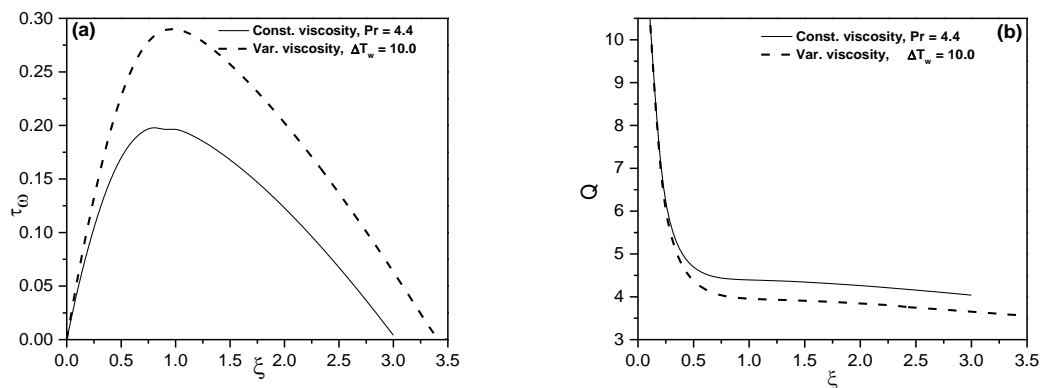 (a)
Const. viscosity, Pr = 4.4
Var. viscosity, ΔT_w = 10.0
0.30
0.25
0.20
0.15
0.10
0.05
0.00
τω
0.0 0.5 1.0 1.5 2.0 2.5 3.0 3.5
ξ
(b)
Const. viscosity, Pr = 4.4
Var. viscosity, ΔT_w = 10.0
10
9
8
7
6
5
4
3
Q
0.0 0.5 1.0 1.5 2.0 2.5 3.0 3.5
ξ